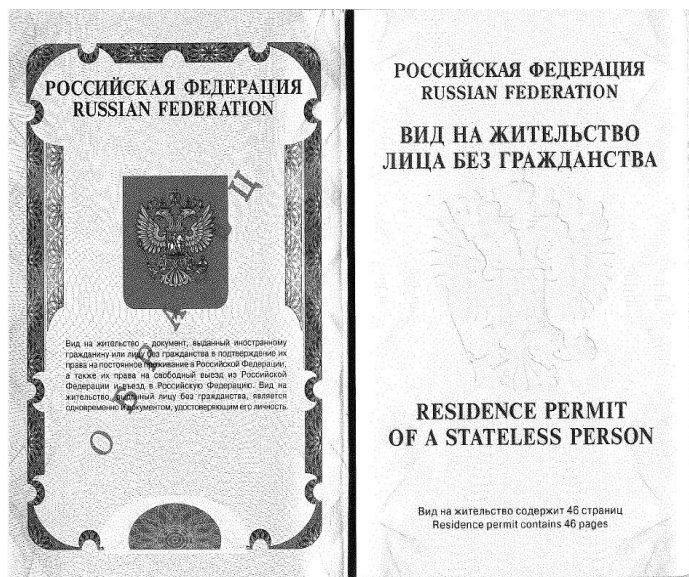 РОССИЙСКАЯ ФЕДЕРАЦИЯ
RUSSIAN FEDERATION
ОБРАЗЕЦ
Вид на жительство – документ, выданный иностранному
гражданину или лицу без гражданства в подтверждение их
права на постоянное проживание в Российской Федерации,
а также их права на свободный выезд из Российской
Федерации и въезд в Российскую Федерацию. Вид на
жительство, выданный лицу без гражданства, является
одновременно и документом, удостоверяющим его личность.
РОССИЙСКАЯ ФЕДЕРАЦИЯ
RUSSIAN FEDERATION
ВИД НА ЖИТЕЛЬСТВО
ЛИЦА БЕЗ ГРАЖДАНСТВА
RESIDENCE PERMIT
OF A STATELESS PERSON
Вид на жительство содержит 46 страниц
Residence permit contains 46 pages